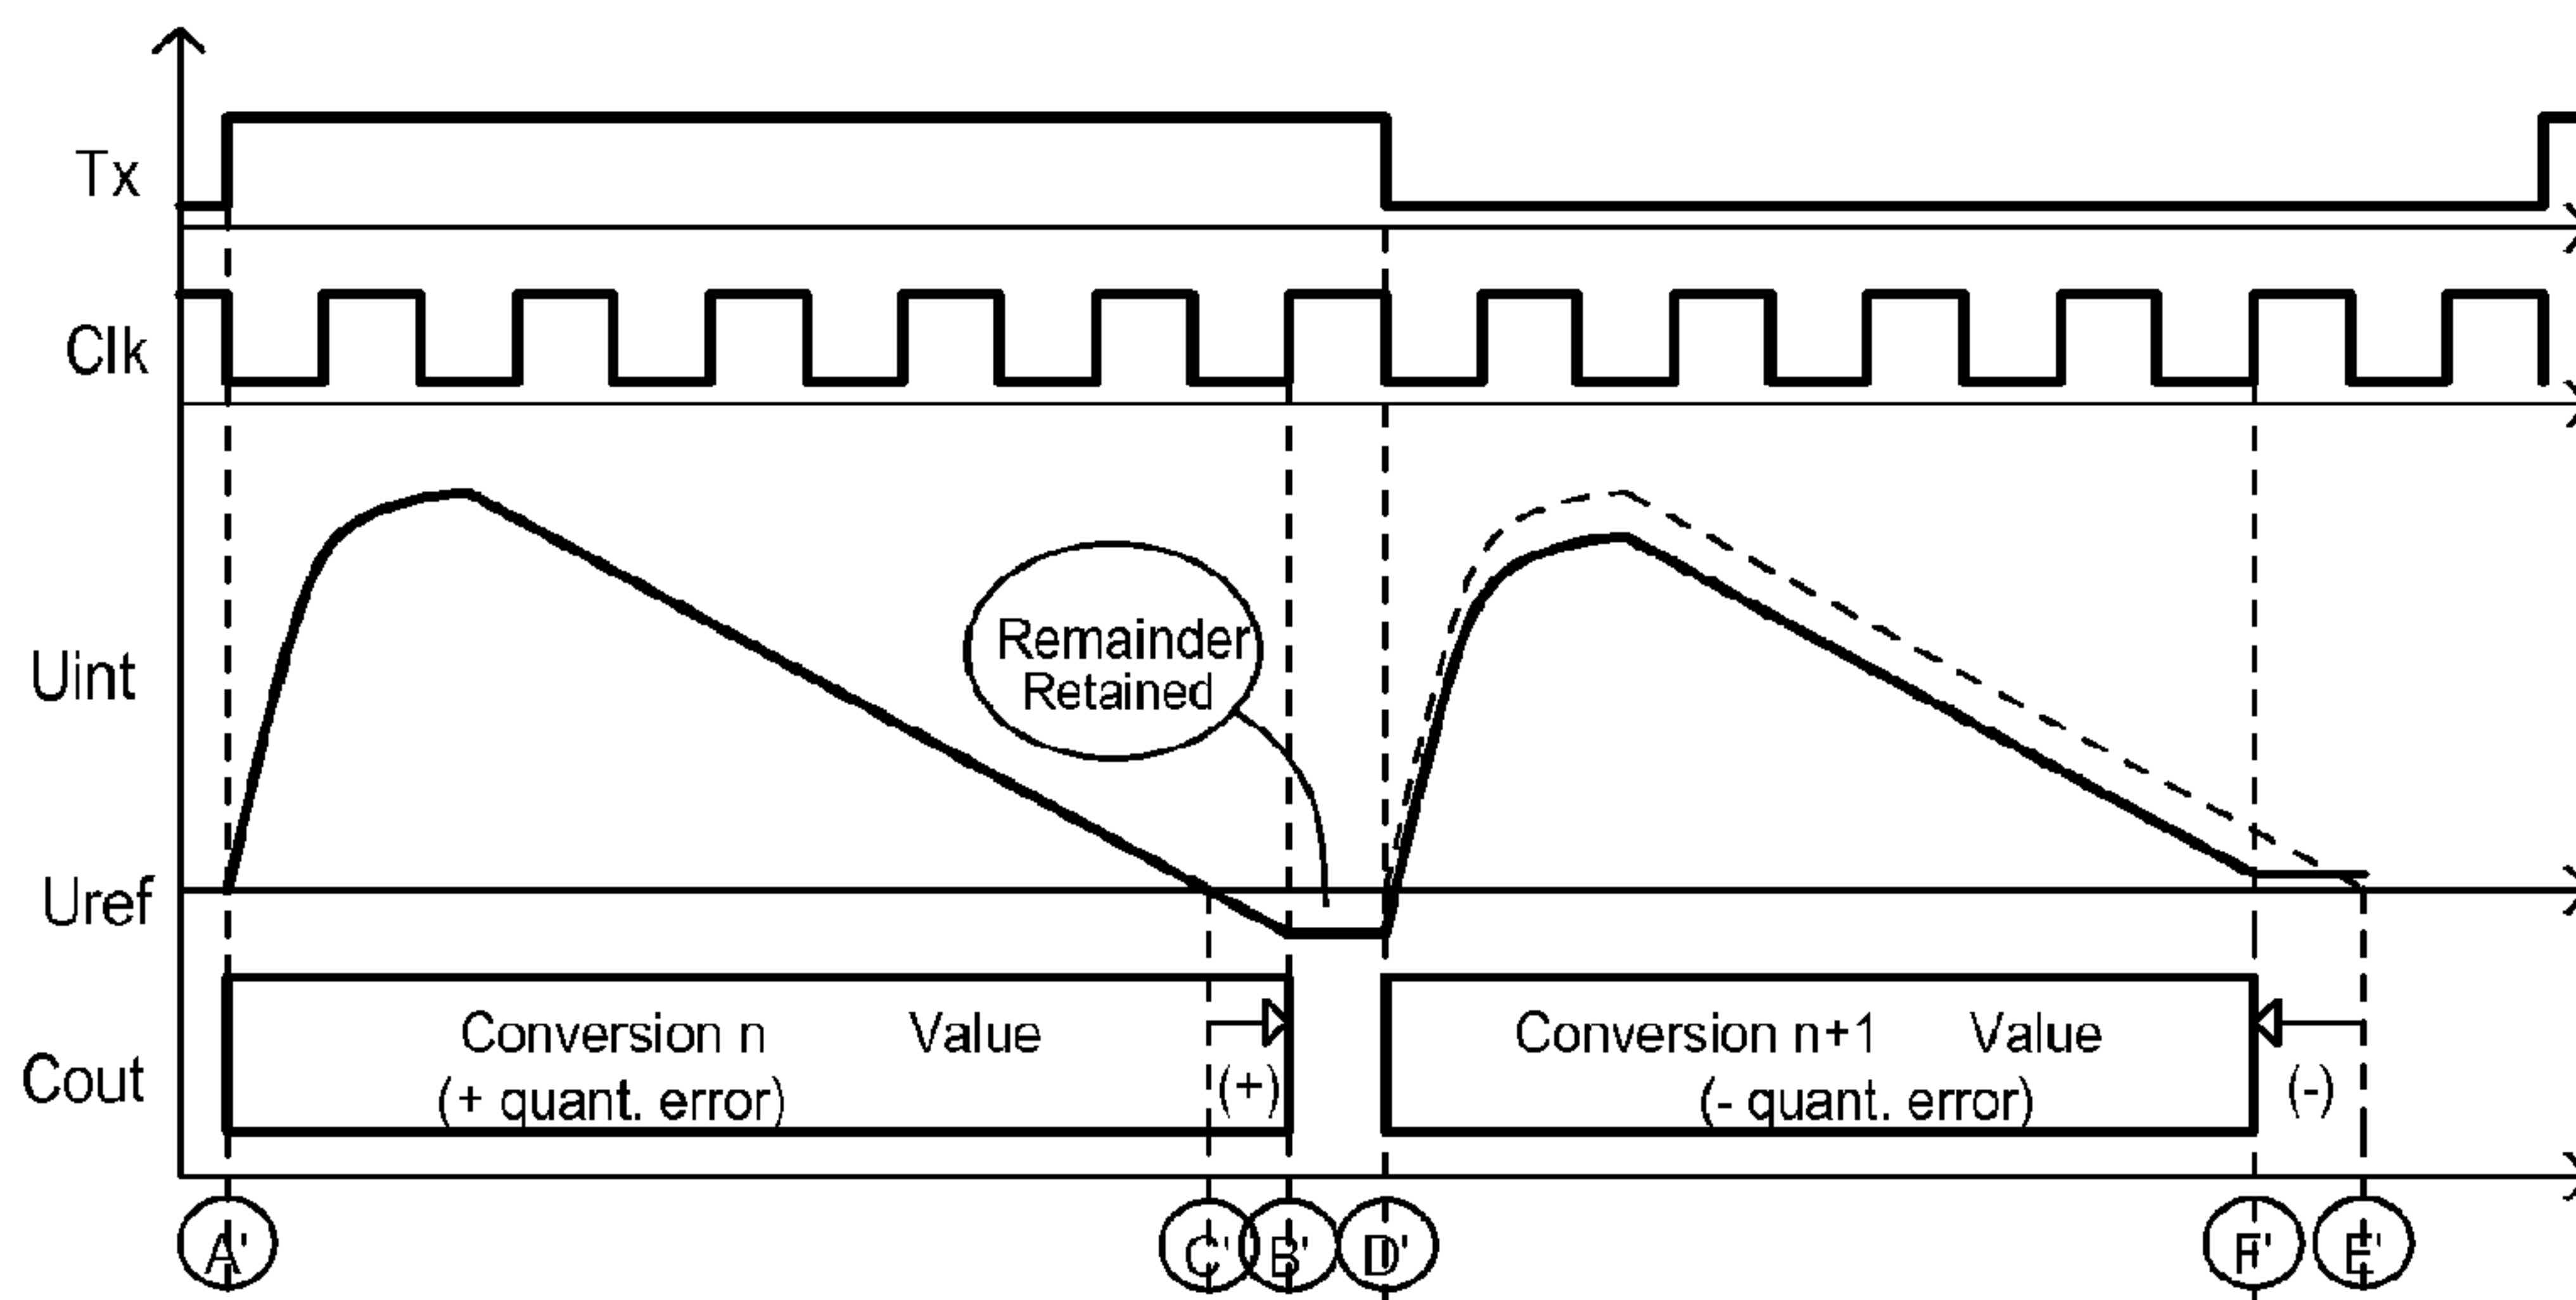 Tx
Clk
Uint
Remainder
Retained
Uref
Cout
Conversion n Value
(+ quant. error)
(+)
Conversion n+1 Value
(- quant. error)
(-)
A' C' B' D' F' E'